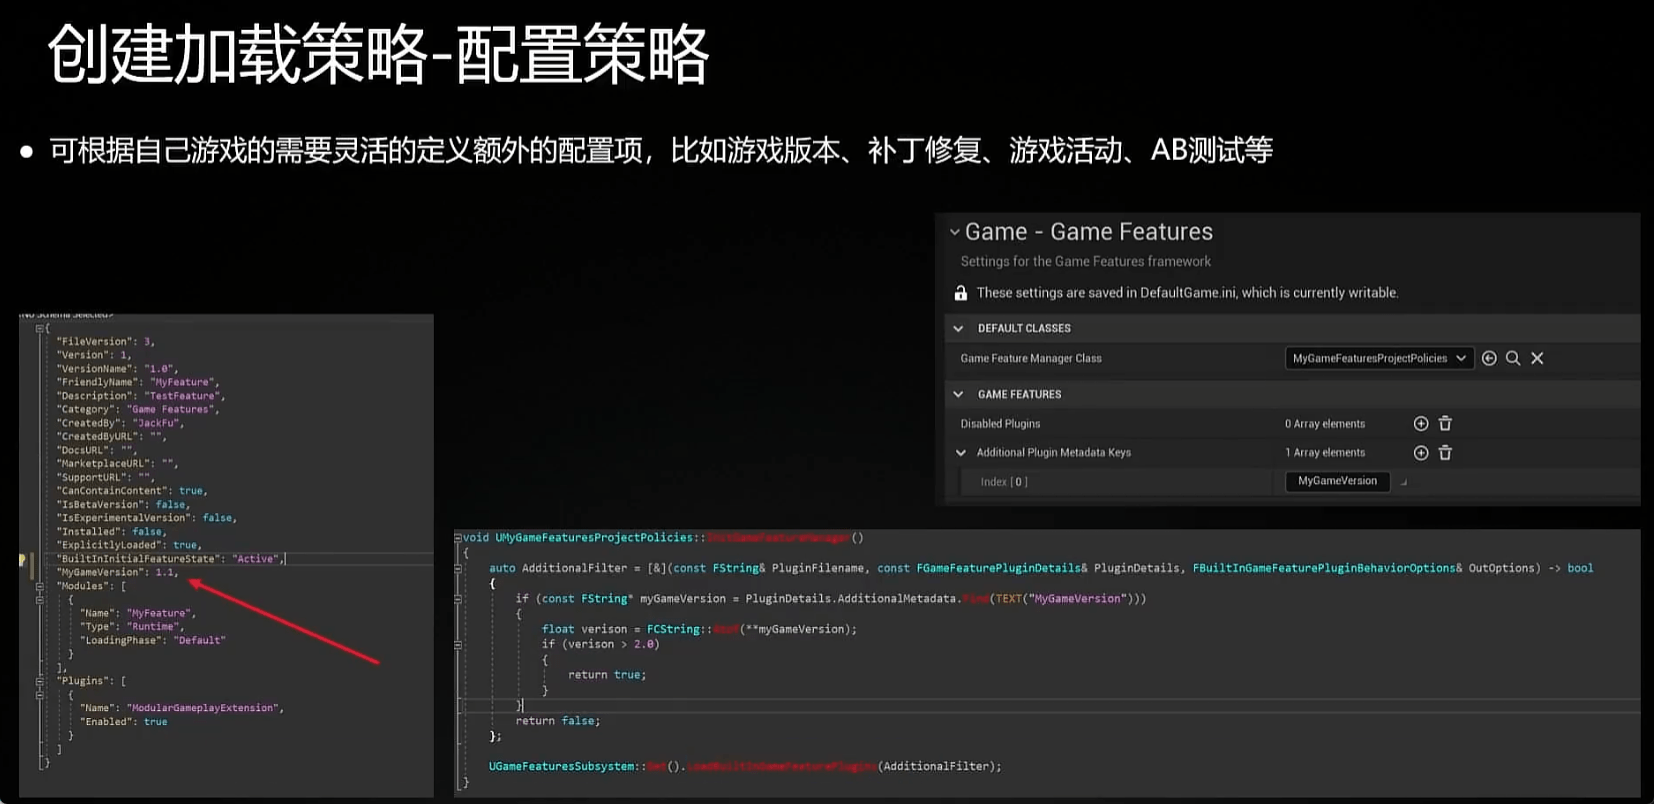 创建加载策略-配置策略
● 可根据自己游戏的需要灵活的定义额外的配置项，比如游戏版本、补丁修复、游戏活动、AB测试等
Game - Game Features
Settings for the Game Features framework
These settings are saved in DefaultGame.ini, which is currently writable.
DEFAULT CLASSES
Game Feature Manager Class MyGameFeaturesProjectPolicies
GAME FEATURES
Disabled Plugins 0 Array elements
Additional Plugin Metadata Keys 1 Array elements
Index [ 0 ] MyGameVersion
<No Schema Selected>
{
"FileVersion": 3,
"Version": 1,
"VersionName": "1.0",
"FriendlyName": "MyFeature",
"Description": "TestFeature",
"Category": "Game Features",
"CreatedBy": "JackFu",
"CreatedByURL": "",
"DocsURL": "",
"MarketplaceURL": "",
"SupportURL": "",
"CanContainContent": true,
"IsBetaVersion": false,
"IsExperimentalVersion": false,
"Installed": false,
"ExplicitlyLoaded": true,
"BuiltInInitialFeatureState": "Active",
"MyGameVersion": 1.1,
"Modules": [
{
"Name": "MyFeature",
"Type": "Runtime",
"LoadingPhase": "Default"
}
],
"Plugins": [
{
"Name": "ModularGameplayExtension",
"Enabled": true
}
]
}
void UMyGameFeaturesProjectPolicies::InitGameFeatureManager()
{
auto AdditionalFilter = [&](const FString& PluginFilename, const FGameFeaturePluginDetails& PluginDetails, FBuiltInGameFeaturePluginBehaviorOptions& OutOptions) -> bool
{
if (const FString* myGameVersion = PluginDetails.AdditionalMetadata.Find(TEXT("MyGameVersion")))
{
float verison = FCString::Atof(**myGameVersion);
if (verison > 2.0)
{
return true;
}
}
return false;
};
UGameFeaturesSubsystem::Get().LoadBuiltInGameFeaturePlugins(AdditionalFilter);
}